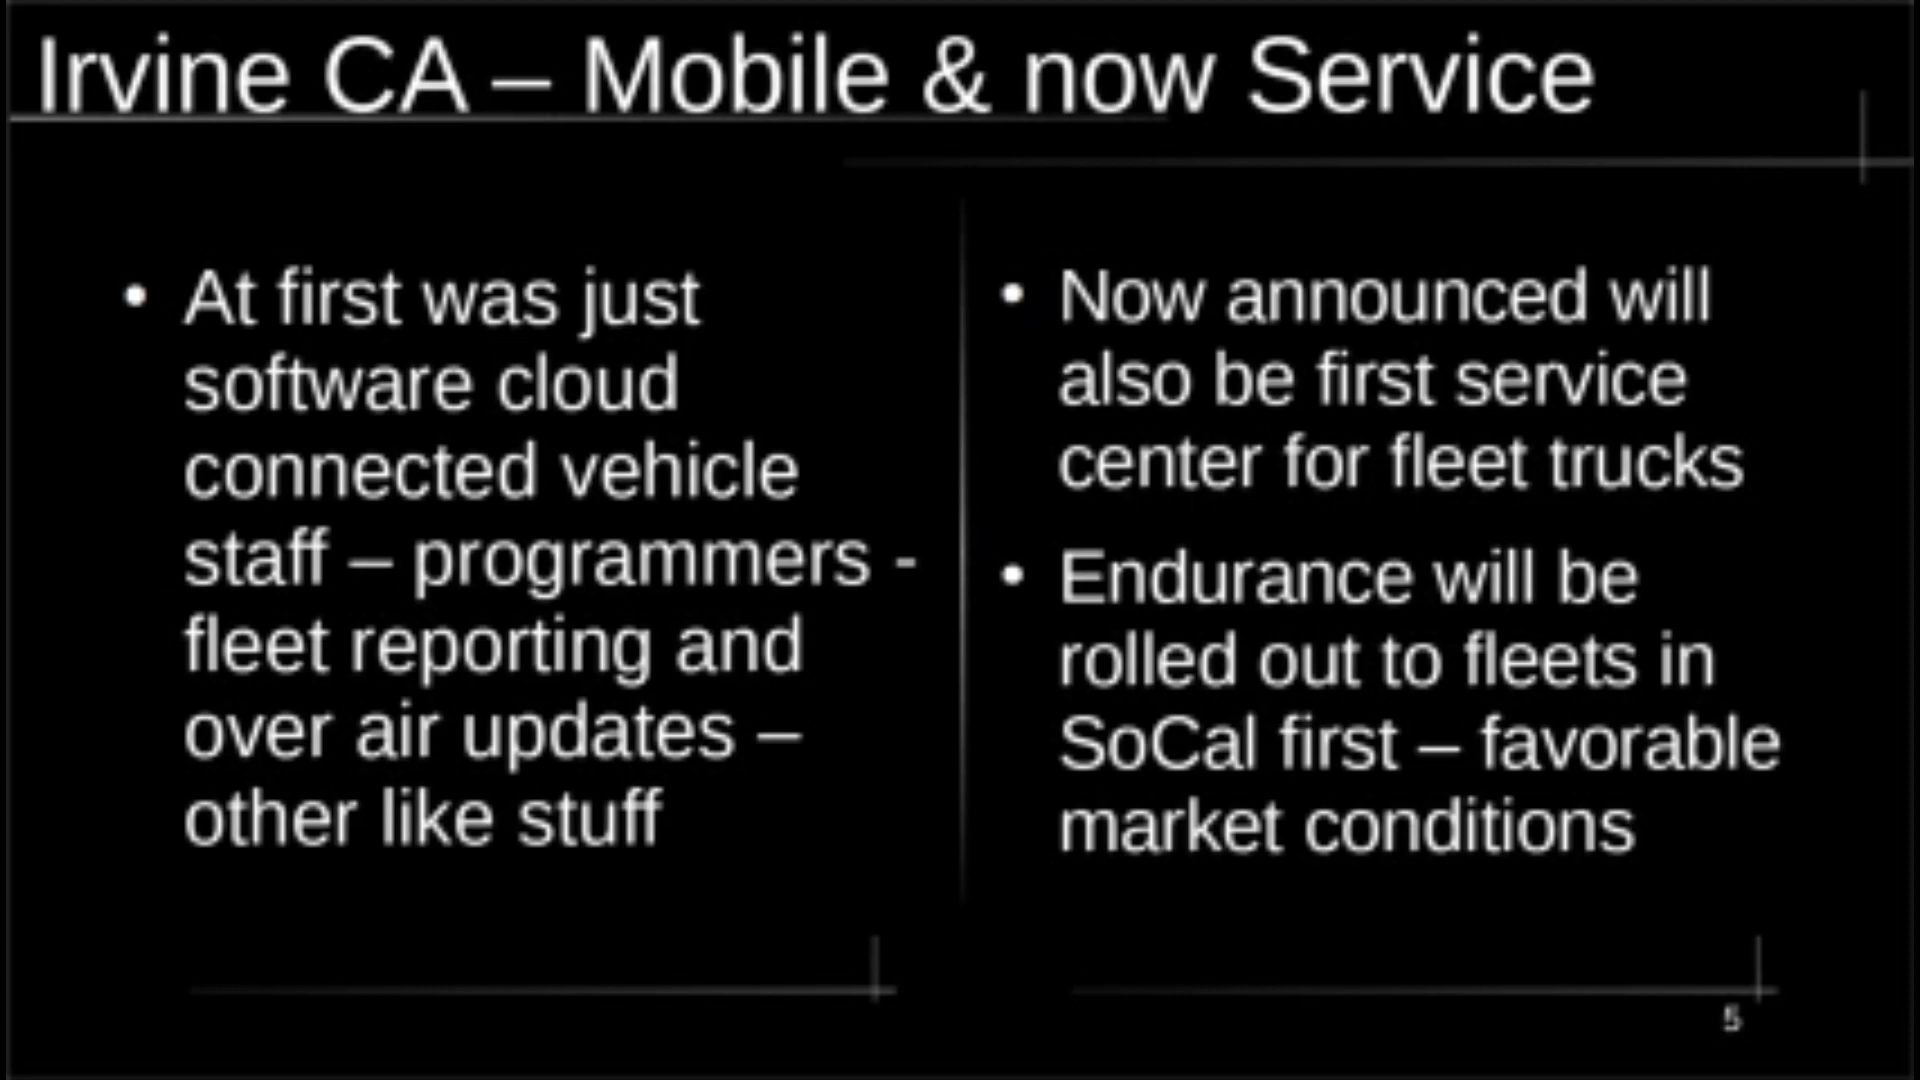 Irvine CA – Mobile & now Service
• At first was just
software cloud
connected vehicle
staff – programmers -
fleet reporting and
over air updates –
other like stuff
• Now announced will
also be first service
center for fleet trucks
• Endurance will be
rolled out to fleets in
SoCal first – favorable
market conditions
5